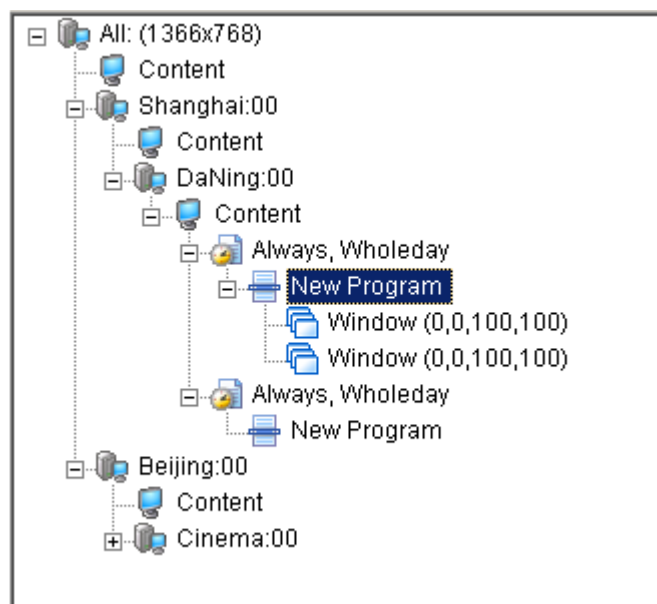 All: (1366x768)
Content
Shanghai:00
Content
DaNing:00
Content
Always, Wholeday
New Program
Window (0,0,100,100)
Window (0,0,100,100)
Always, Wholeday
New Program
Beijing:00
Content
Cinema:00